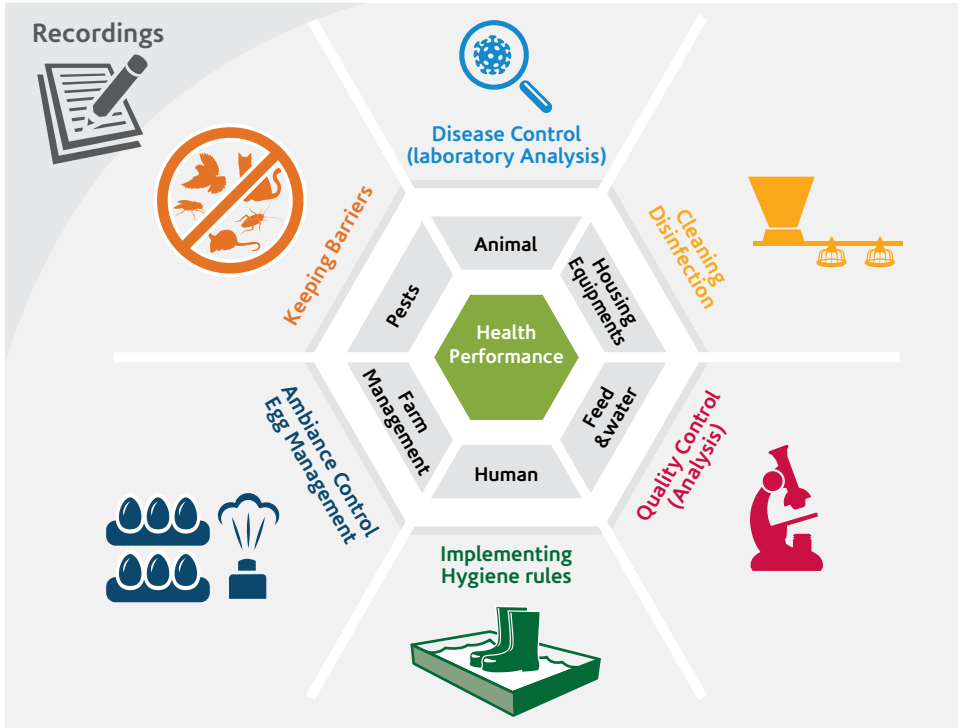 Recordings
Disease Control
(laboratory Analysis)
Keeping Barriers
Cleaning
Disinfection
Animal
Pests
Housing
Equipments
Health
Performance
Farm
Management
Feed
&water
Human
Ambiance Control
Egg Management
Quality Control
(Analysis)
Implementing
Hygiene rules